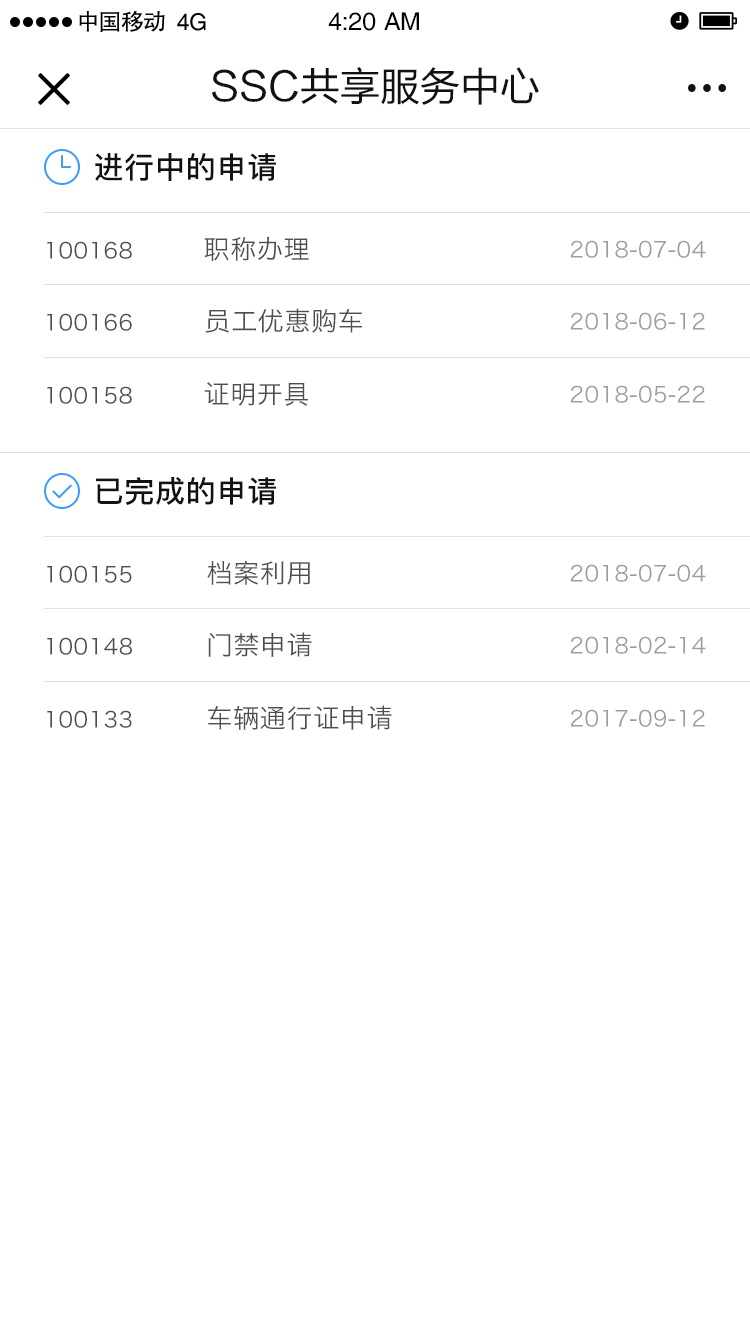 中国移动 4G 4:20 AM
SSC共享服务中心
进行中的申请
100168 职称办理 2018-07-04
100166 员工优惠购车 2018-06-12
100158 证明开具 2018-05-22
已完成的申请
100155 档案利用 2018-07-04
100148 门禁申请 2018-02-14
100133 车辆通行证申请 2017-09-12